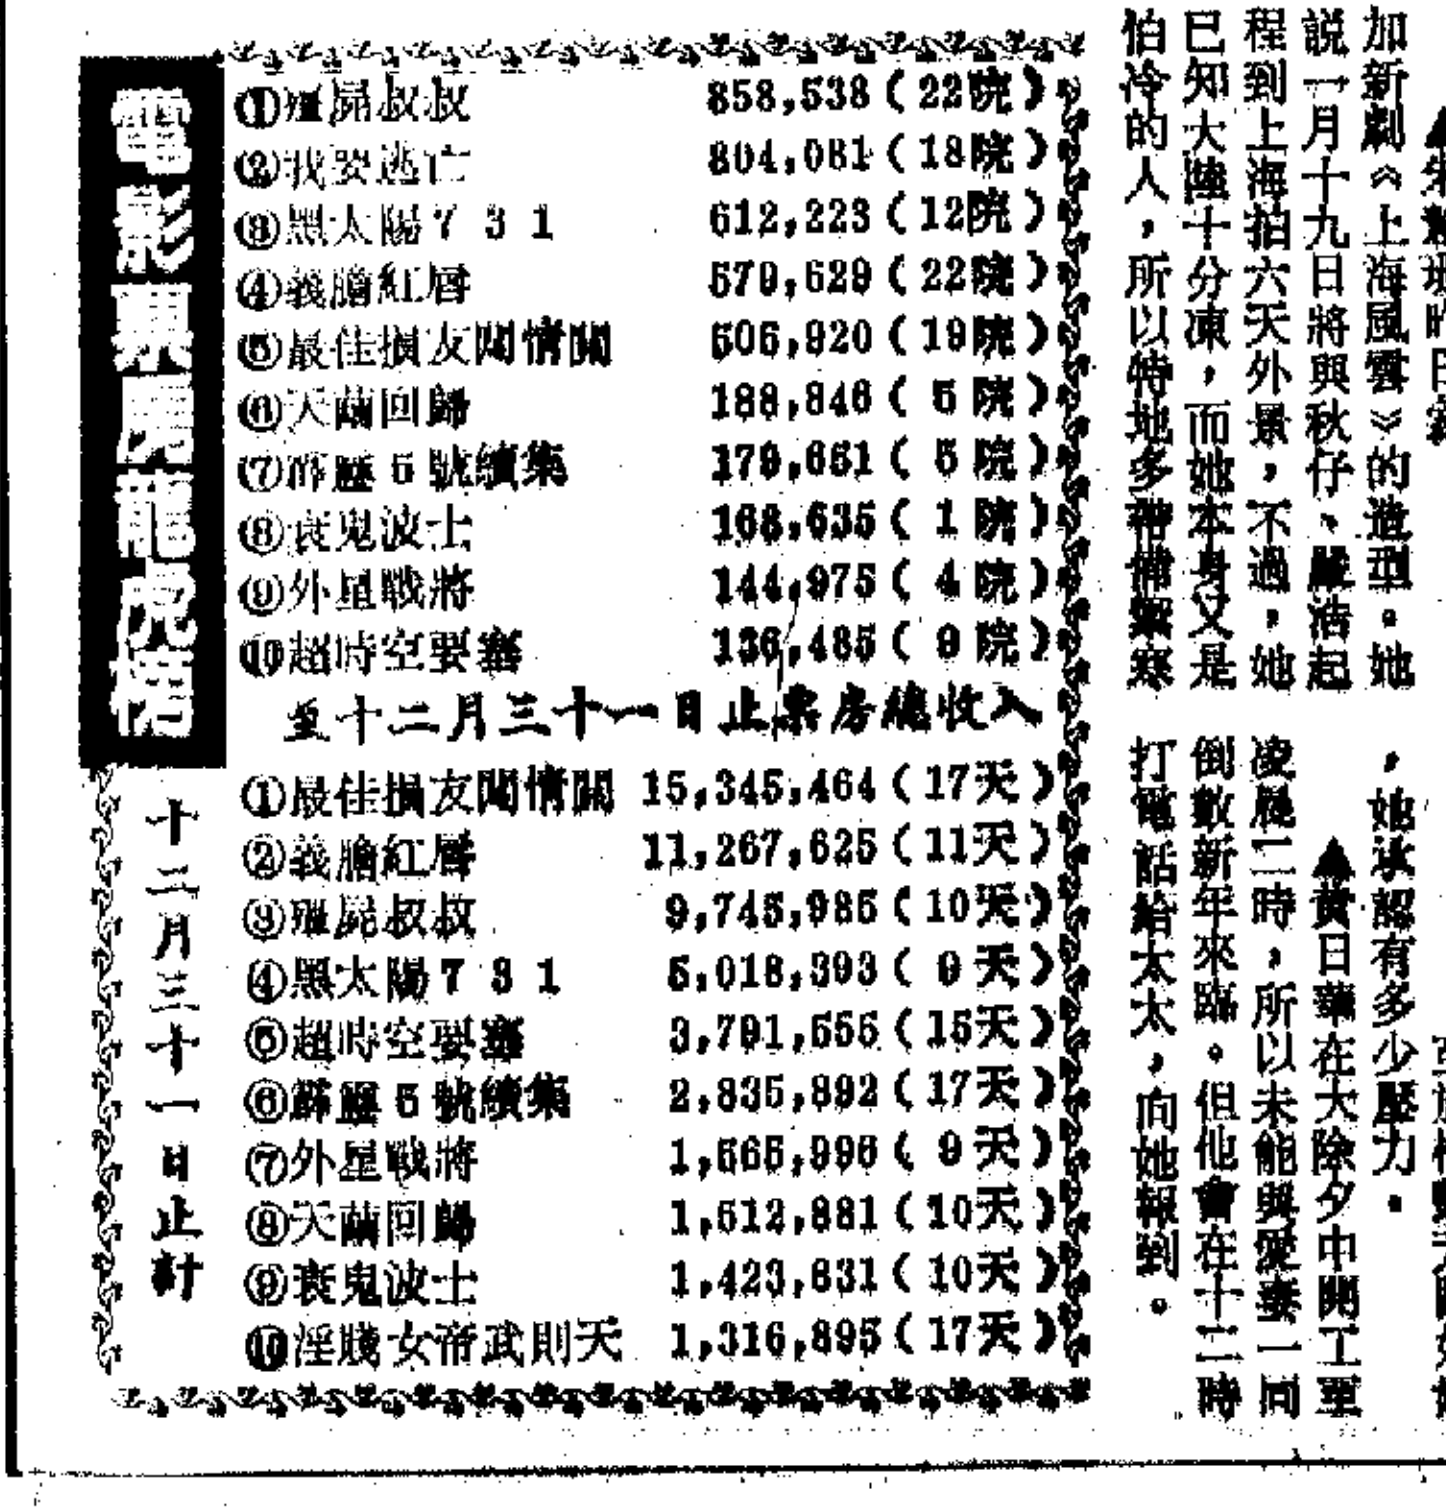 加新劇《上海風雲》的造型。她
説一月十九日將與秋仔、嚴浩起
程到上海拍六天外景，不過，她
已知大陸十分凍，而她本身又是
怕冷的人，所以特地多帶禦寒
，她承認有多少壓力。
▲黃日華在大除夕中開工至
凌晨二時，所以未能與愛妻一同
倒數新年來臨。但他會在十二時
打電話給太太，向她報到。
電影票房龍虎榜
①殭屍叔叔 858,538(22院)
②我要逃亡 804,081(18院)
③黑太陽731 612,223(12院)
④義膽紅唇 579,629(22院)
⑤最佳損友闖情關 506,920(19院)
⑥天繭回歸 188,846(5院)
⑦霹靂5號續集 179,661(5院)
⑧衰鬼波士 168,635(1院)
⑨外星戰將 144,975(4院)
⑩超時空要塞 136,485(9院)
至十二月三十一日止票房總收入
①最佳損友闖情關 15,345,464(17天)
②義膽紅唇 11,267,625(11天)
③殭屍叔叔 9,745,985(10天)
④黑太陽731 5,018,393(9天)
⑤超時空要塞 3,791,555(15天)
⑥霹靂5號續集 2,835,892(17天)
⑦外星戰將 1,565,996(9天)
⑧天繭回歸 1,512,881(10天)
⑨衰鬼波士 1,423,831(10天)
⑩淫賤女帝武則天 1,316,895(17天)
十二月三十一日止計